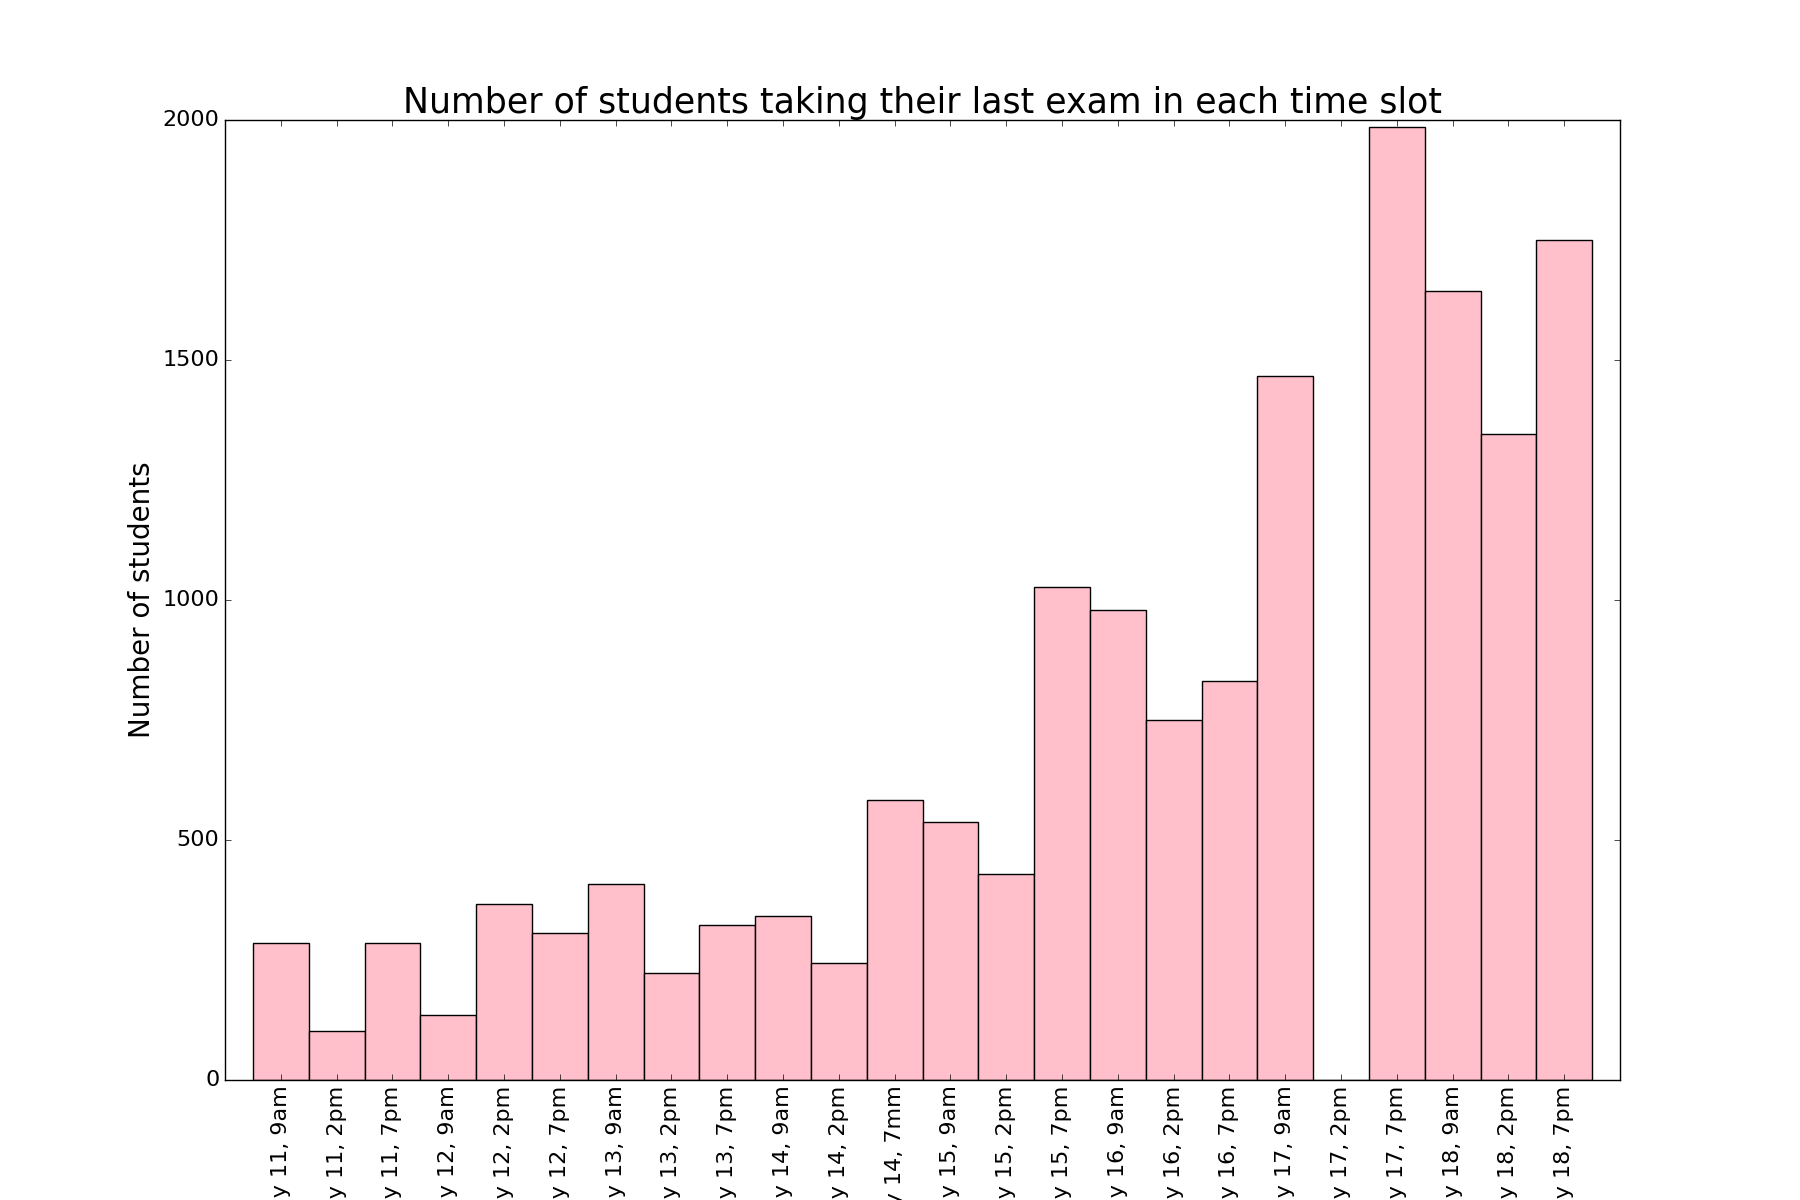 Number of students taking their last exam in each time slot
Number of students
2000
1500
1000
500
0
y 11, 9am
y 11, 2pm
y 11, 7pm
y 12, 9am
y 12, 2pm
y 12, 7pm
y 13, 9am
y 13, 2pm
y 13, 7pm
y 14, 9am
y 14, 2pm
y 14, 7mm
y 15, 9am
y 15, 2pm
y 15, 7pm
y 16, 9am
y 16, 2pm
y 16, 7pm
y 17, 9am
y 17, 2pm
y 17, 7pm
y 18, 9am
y 18, 2pm
y 18, 7pm